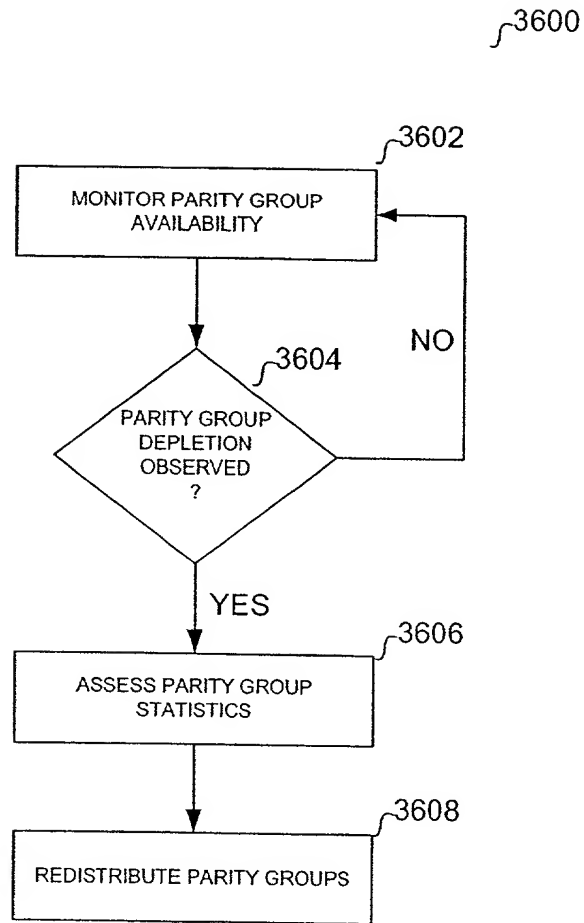 3600
3602
MONITOR PARITY GROUP
AVAILABILITY
NO
3604
PARITY GROUP
DEPLETION
OBSERVED
?
YES
3606
ASSESS PARITY GROUP
STATISTICS
3608
REDISTRIBUTE PARITY GROUPS